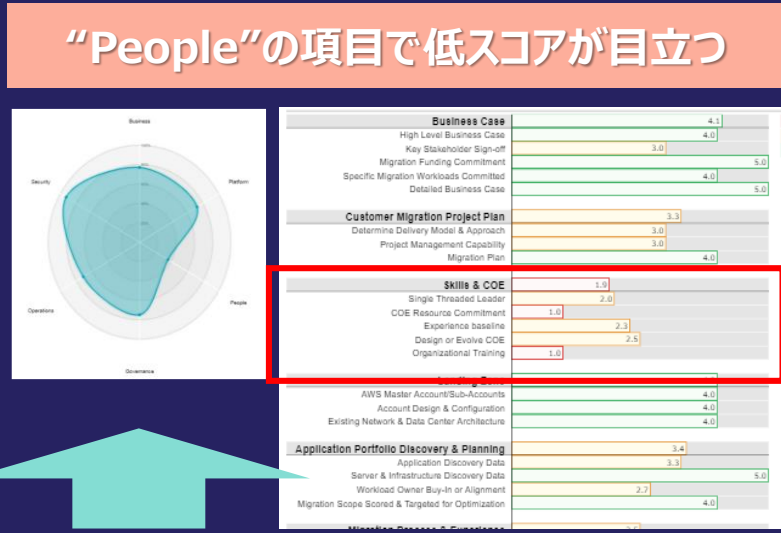 “People”の項目で低スコアが目立つ
Business
100%
Security
Platform
People
Operations
Governance
Business Case 4.1
High Level Business Case 4.0
Key Stakeholder Sign-off 3.0
Migration Funding Commitment 5.0
Specific Migration Workloads Committed 4.0
Detailed Business Case 5.0
Customer Migration Project Plan 3.3
Determine Delivery Model & Approach 3.0
Project Management Capability 3.0
Migration Plan 4.0
Skills & COE 1.9
Single Threaded Leader 2.0
COE Resource Commitment 1.0
Experience baseline 2.3
Design or Evolve COE 2.5
Organizational Training 1.0
Landing Zone
AWS Master Account/Sub-Accounts 4.0
Account Design & Configuration 4.0
Existing Network & Data Center Architecture 4.0
Application Portfolio Discovery & Planning 3.4
Application Discovery Data 3.3
Server & Infrastructure Discovery Data 5.0
Workload Owner Buy-In or Alignment 2.7
Migration Scope Scored & Targeted for Optimization 4.0
Migration Process & Experience